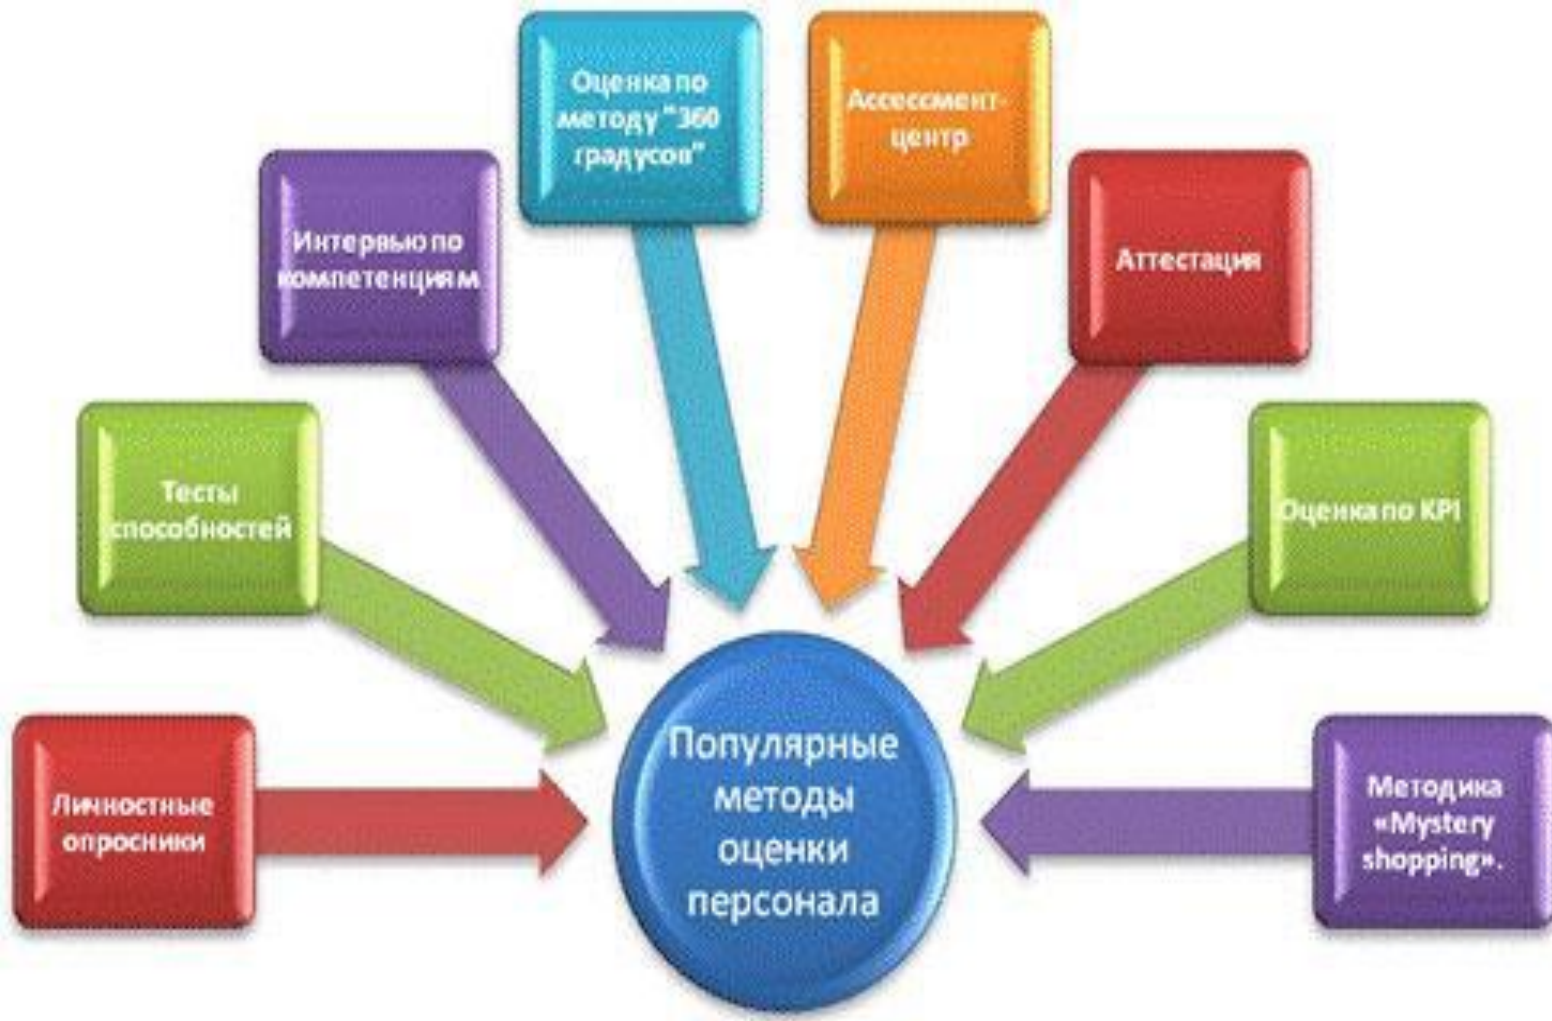 Оценка по
методу "360
градусов"
Ассессмент-
центр
Интервью по
компетенциям
Аттестация
Тесты
способностей
Оценка по KPI
Личностные
опросники
Популярные
методы
оценки
персонала
Методика
«Mystery
shopping».